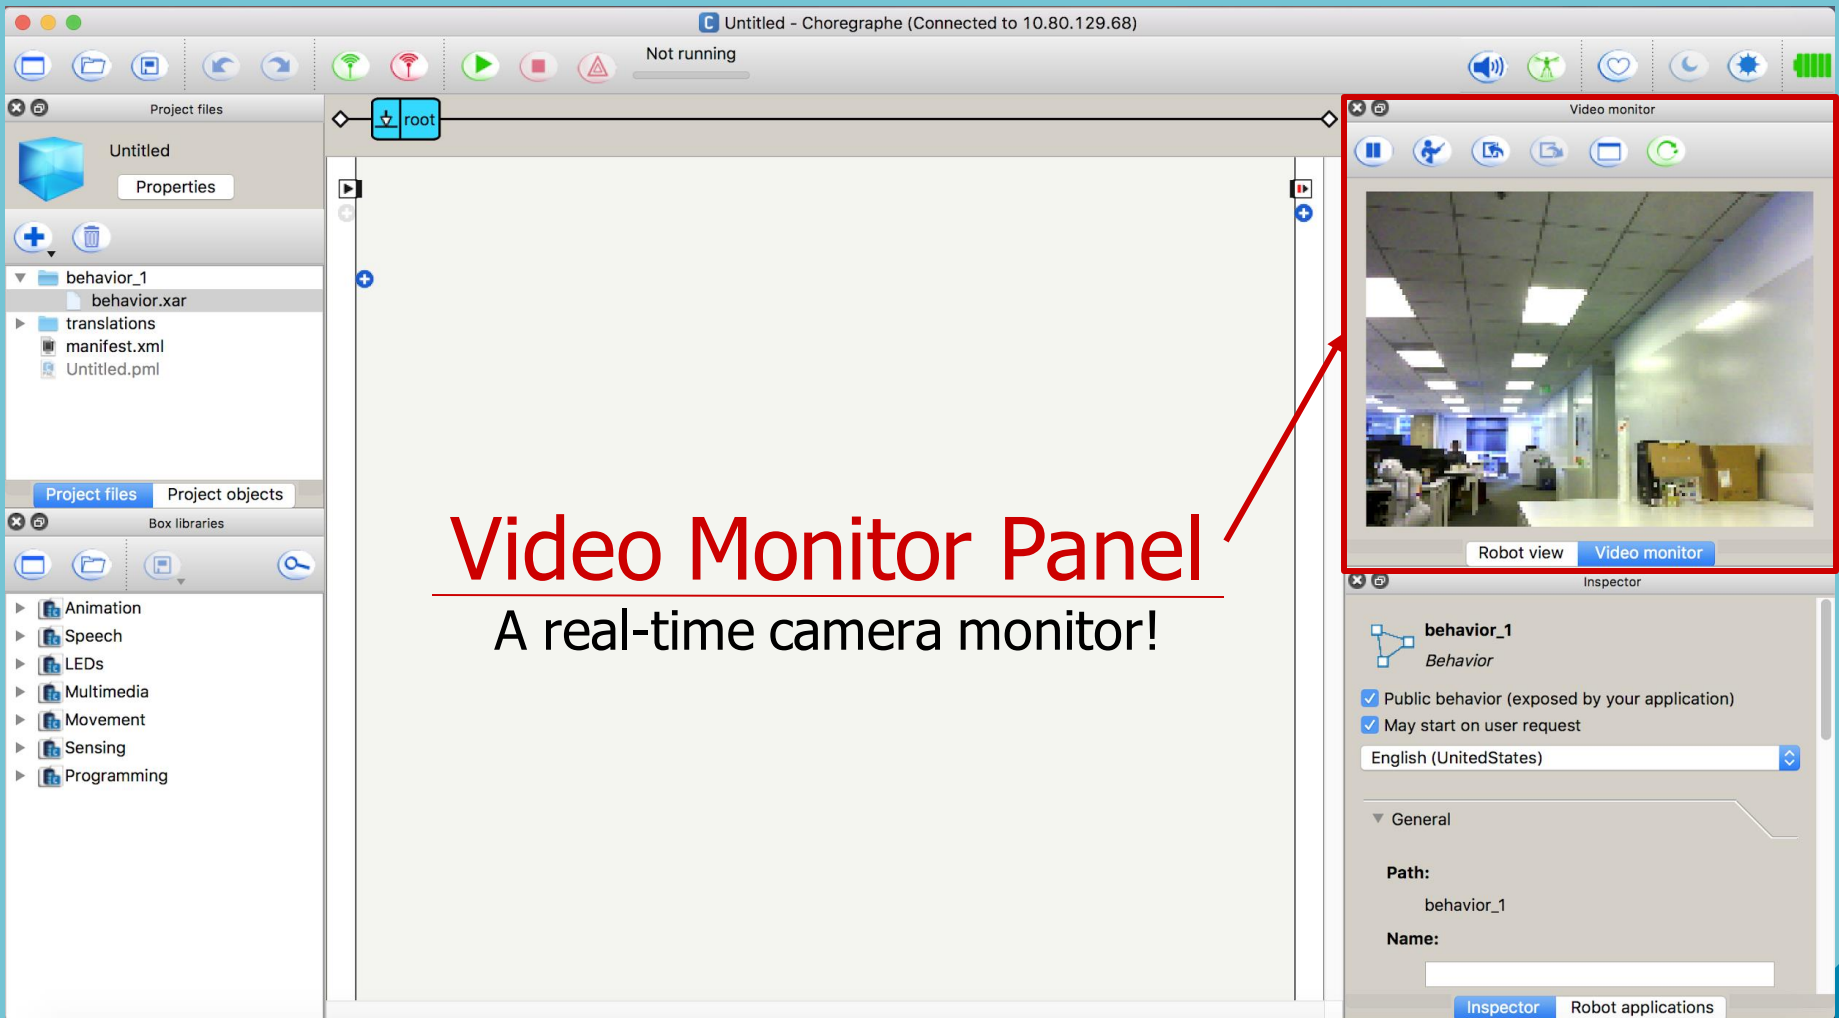 Untitled - Choregraphe (Connected to 10.80.129.68)
Not running
Project files
Untitled
Properties
behavior_1
behavior.xar
translations
manifest.xml
Untitled.pml
Project files
Project objects
Box libraries
Animation
Speech
LEDs
Multimedia
Movement
Sensing
Programming
root
Video Monitor Panel
A real-time camera monitor!
Video monitor
Robot view
Video monitor
Inspector
behavior_1
Behavior
Public behavior (exposed by your application)
May start on user request
English (UnitedStates)
General
Path:
behavior_1
Name:
Inspector
Robot applications